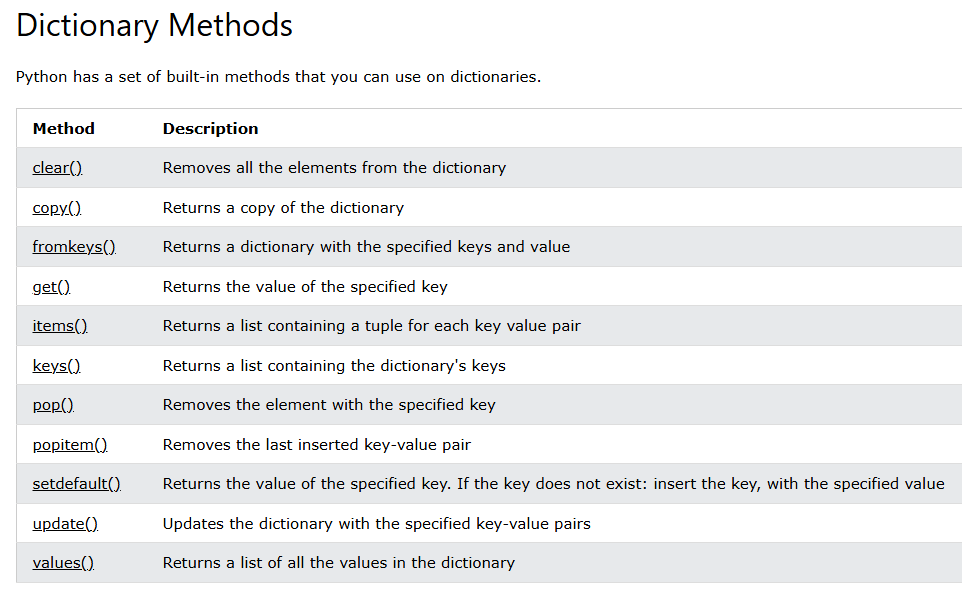 Dictionary Methods
Python has a set of built-in methods that you can use on dictionaries.
Method Description
clear() Removes all the elements from the dictionary
copy() Returns a copy of the dictionary
fromkeys() Returns a dictionary with the specified keys and value
get() Returns the value of the specified key
items() Returns a list containing a tuple for each key value pair
keys() Returns a list containing the dictionary's keys
pop() Removes the element with the specified key
popitem() Removes the last inserted key-value pair
setdefault() Returns the value of the specified key. If the key does not exist: insert the key, with the specified value
update() Updates the dictionary with the specified key-value pairs
values() Returns a list of all the values in the dictionary